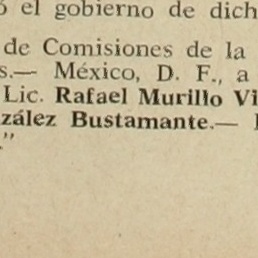 ó el gobierno de dich
de Comisiones de la
s.— México, D. F., a
Lic. Rafael Murillo Vi
zález Bustamante.—
.”